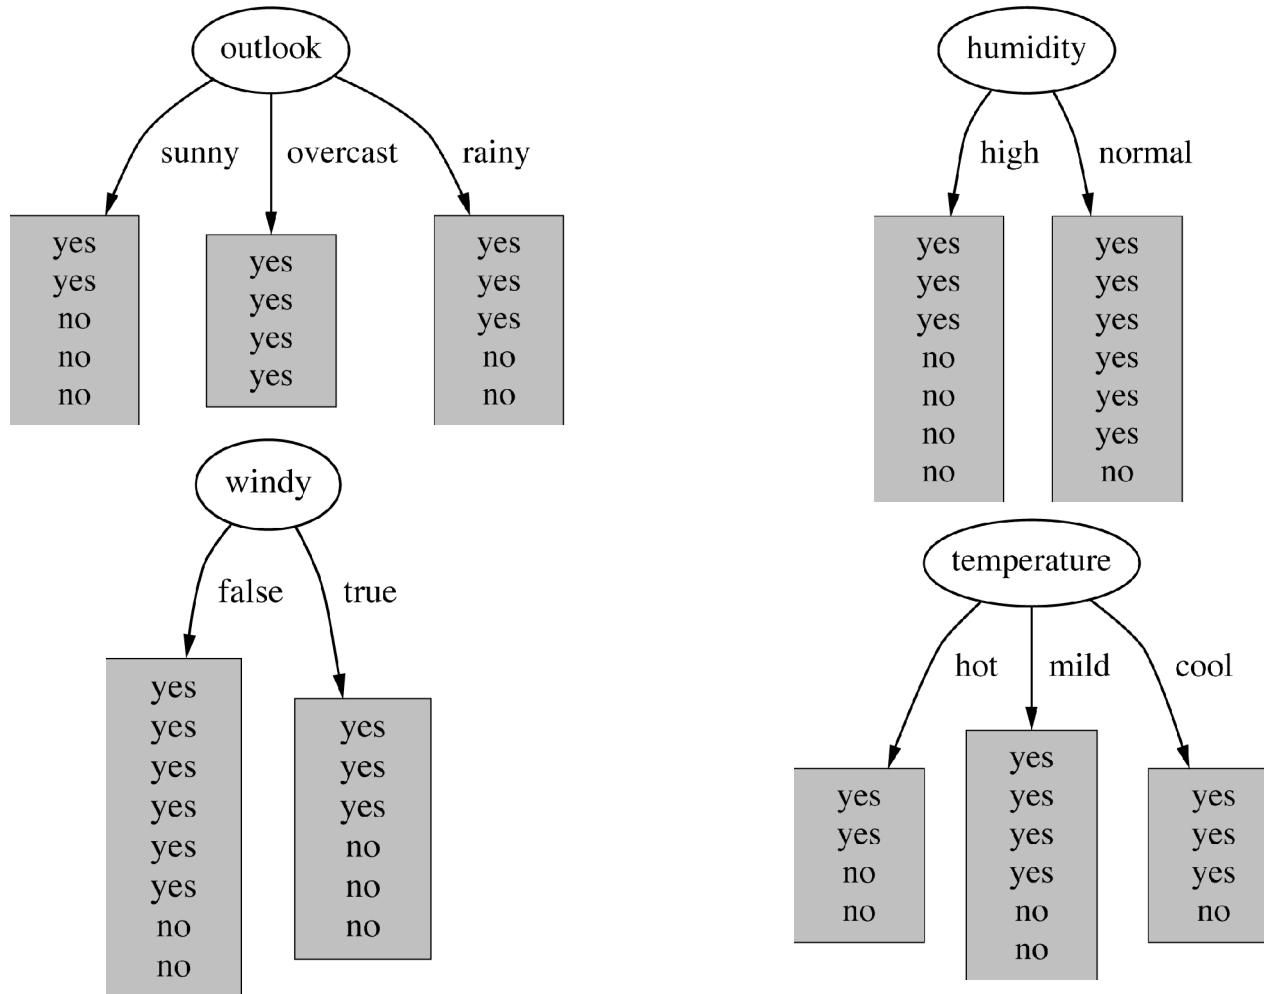 outlook
sunny overcast rainy
yes
yes
no
no
no
yes
yes
yes
yes
yes
yes
yes
no
no
humidity
high normal
yes
yes
yes
no
no
no
no
yes
yes
yes
yes
yes
yes
no
windy
false true
yes
yes
yes
yes
yes
yes
no
no
yes
yes
yes
no
no
no
temperature
hot mild cool
yes
yes
no
no
yes
yes
yes
yes
no
no
yes
yes
yes
no